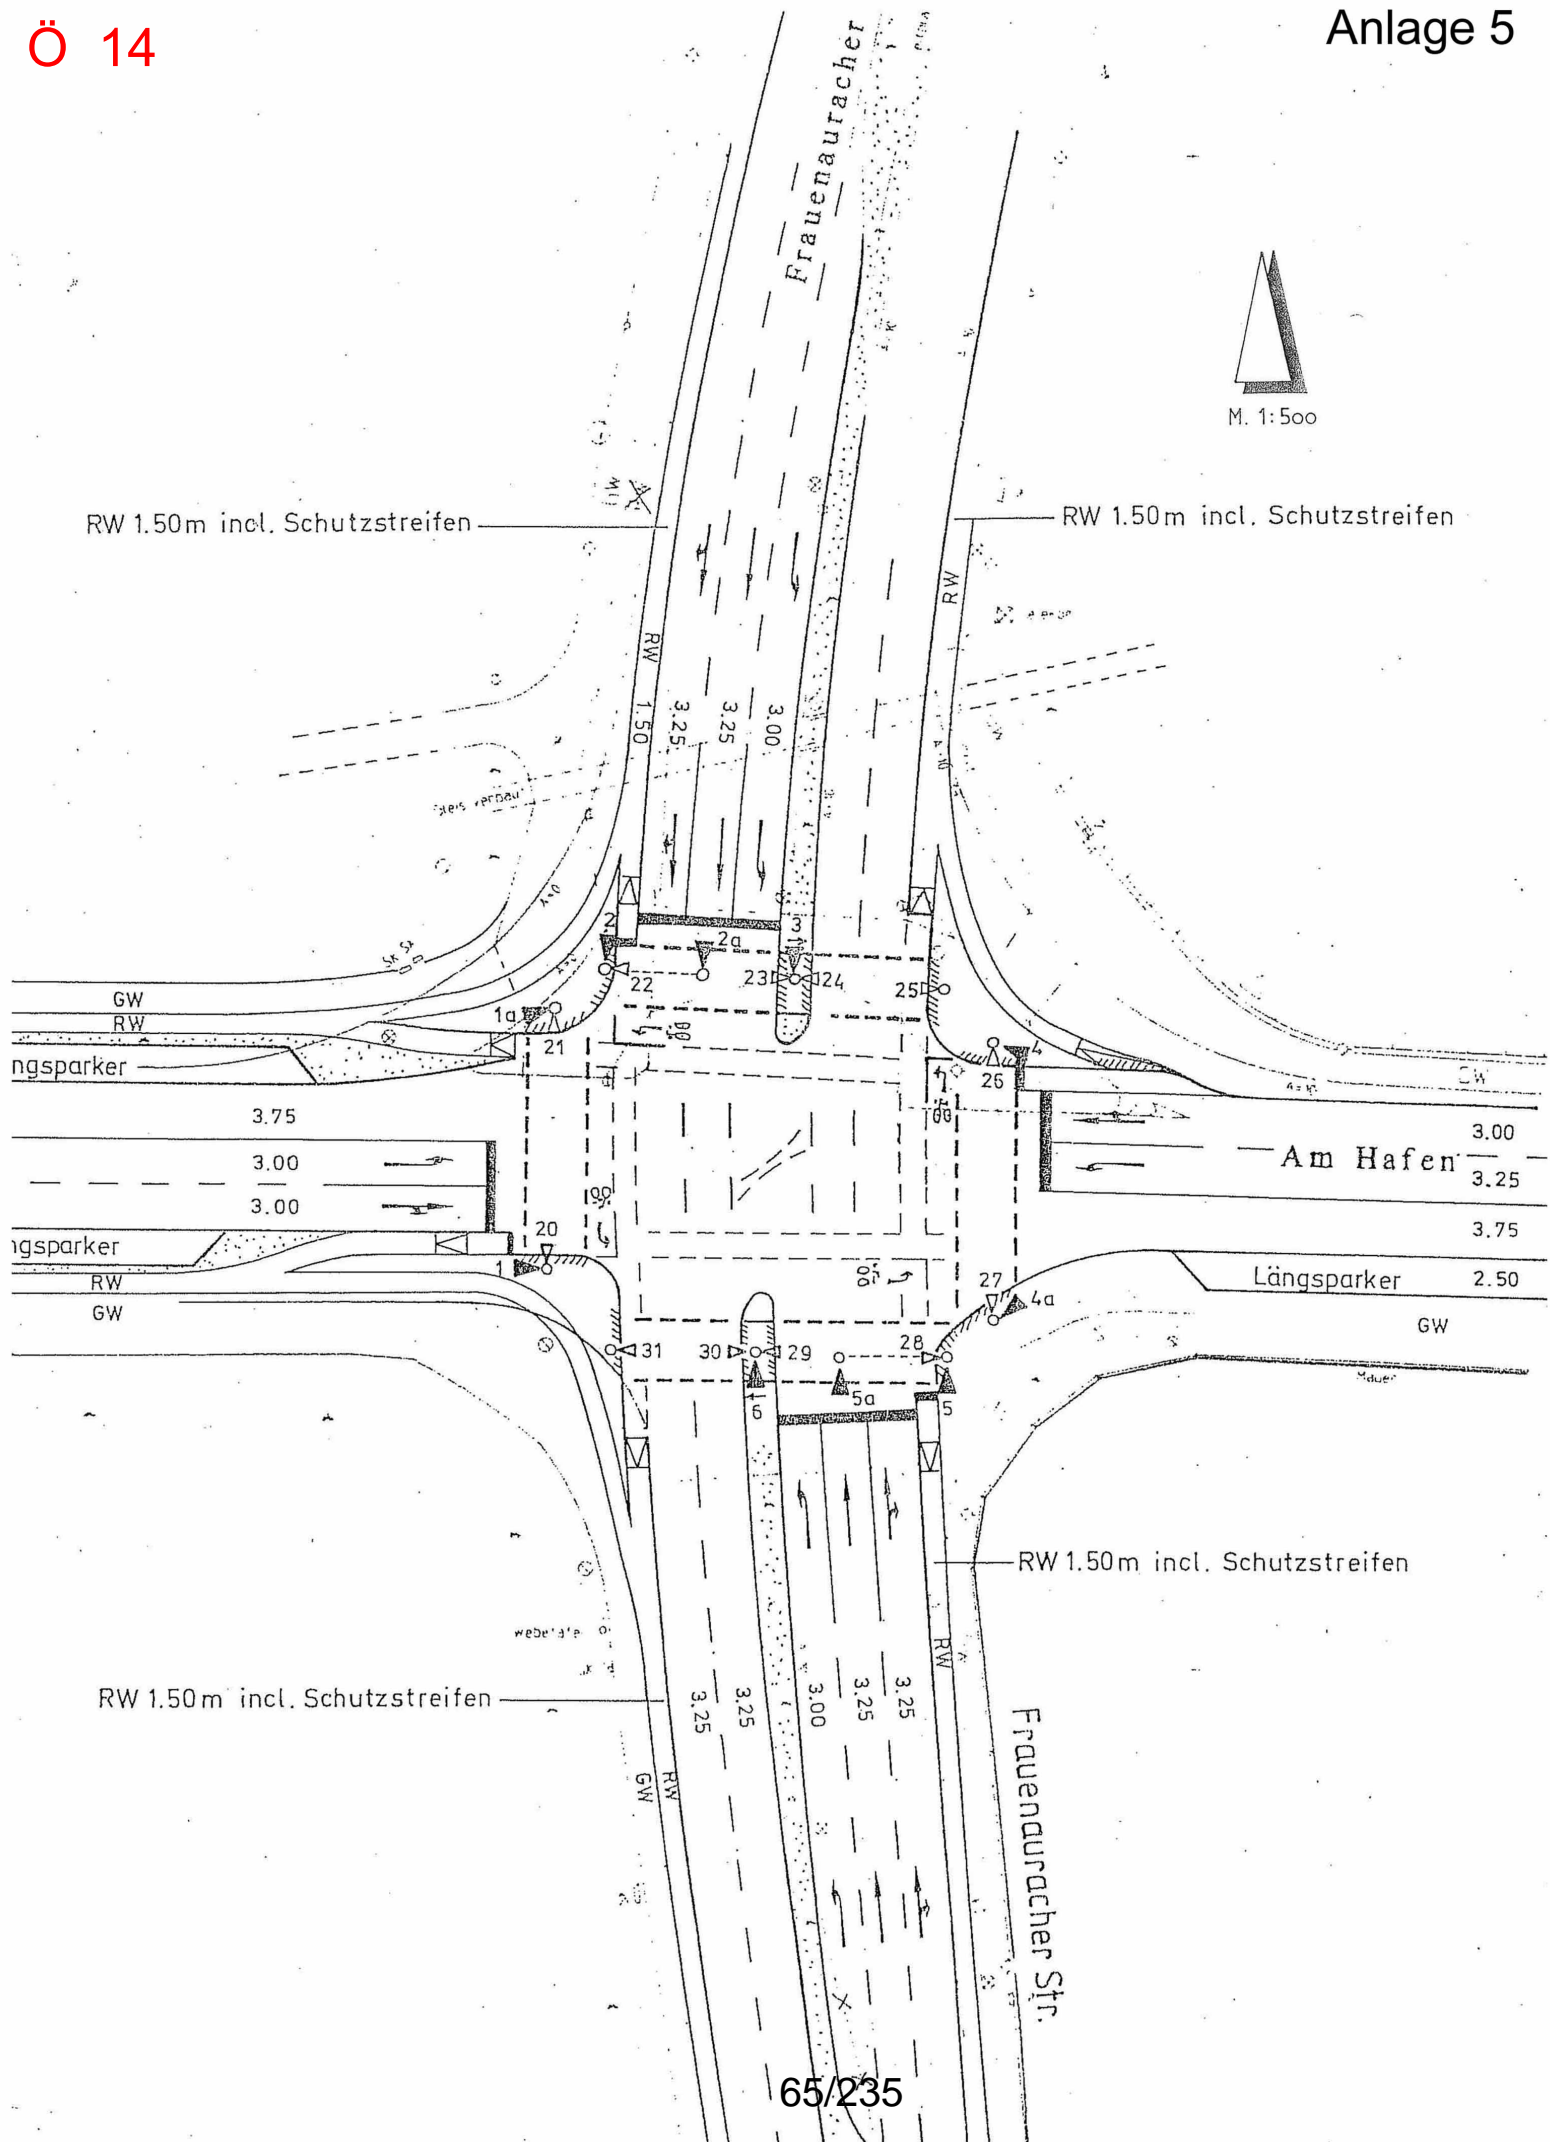 Ö 14
Anlage 5
Frauenauracher
M. 1:500
RW 1.50m incl. Schutzstreifen
RW 1.50m incl. Schutzstreifen
RW
RW
1.50
3.25
3.25
3.00
2
2a
3
22
23
24
25
1a
21
26
4
GW
RW
ngsparker
3.75
3.00
3.00
Am Hafen
3.00
3.25
3.75
20
1
ngsparker
RW
GW
27
4a
Längsparker
2.50
GW
Mauer
31
30
29
28
6
5a
5
RW 1.50m incl. Schutzstreifen
RW
RW 1.50m incl. Schutzstreifen
3.25
3.25
3.00
3.25
3.25
GW
RW
Frauenauracher Str.
65/235